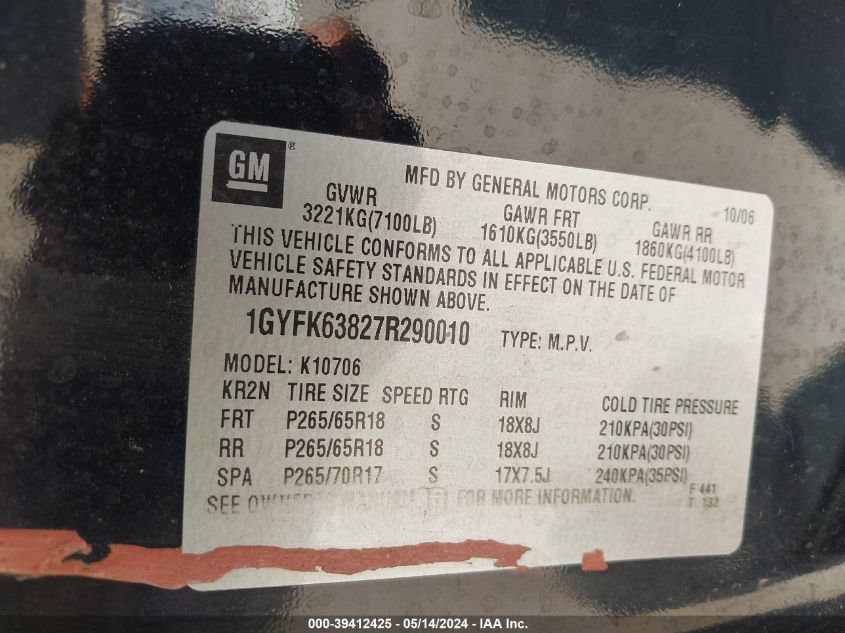 GM ®
MFD BY GENERAL MOTORS CORP. 10/06
GVWR GAWR FRT GAWR RR
3221KG(7100LB) 1610KG(3550LB) 1860KG(4100LB)
THIS VEHICLE CONFORMS TO ALL APPLICABLE U.S. FEDERAL MOTOR
VEHICLE SAFETY STANDARDS IN EFFECT ON THE DATE OF
MANUFACTURE SHOWN ABOVE.
1GYFK63827R290010 TYPE: M.P.V.
MODEL: K10706
KR2N TIRE SIZE SPEED RTG RIM COLD TIRE PRESSURE
FRT P265/65R18 S 18X8J 210KPA(30PSI)
RR P265/65R18 S 18X8J 210KPA(30PSI)
SPA P265/70R17 S 17X7.5J 240KPA(35PSI)
SEE OWNER'S MANUAL FOR MORE INFORMATION.
F 441
T 132
000-39412425 - 05/14/2024 - IAA Inc.